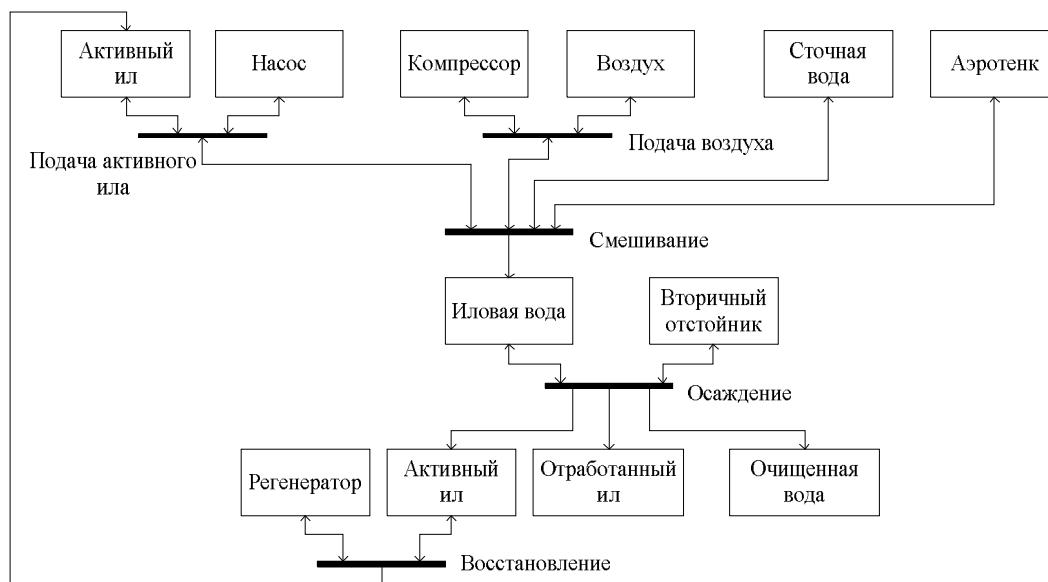 Активный
ил
Насос
Компрессор
Воздух
Сточная
вода
Аэротенк
Подача активного
ила
Подача воздуха
Смешивание
Иловая вода
Вторичный
отстойник
Осаждение
Регенератор
Активный
ил
Отработанный
ил
Очищенная
вода
Восстановление